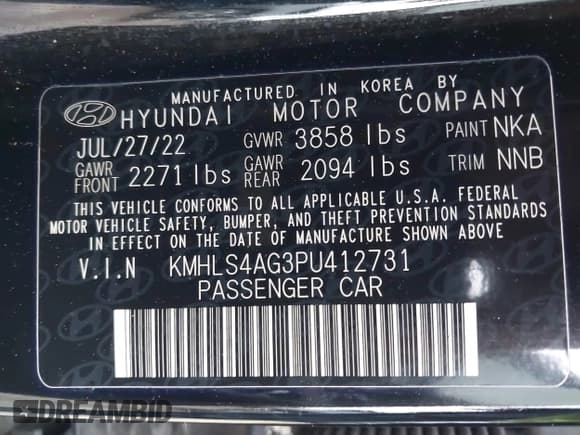 MANUFACTURED IN KOREA BY
HYUNDAI MOTOR COMPANY
JUL/27/22 GVWR 3858 lbs PAINT NKA
GAWR FRONT 2271 lbs GAWR REAR 2094 lbs TRIM NNB
THIS VEHICLE CONFORMS TO ALL APPLICABLE U.S.A. FEDERAL
MOTOR VEHICLE SAFETY, BUMPER, AND THEFT PREVENTION STANDARDS
IN EFFECT ON THE DATE OF MANUFACTURE SHOWN ABOVE
V.I.N KMHLS4AG3PU412731
PASSENGER CAR
DREAMBID